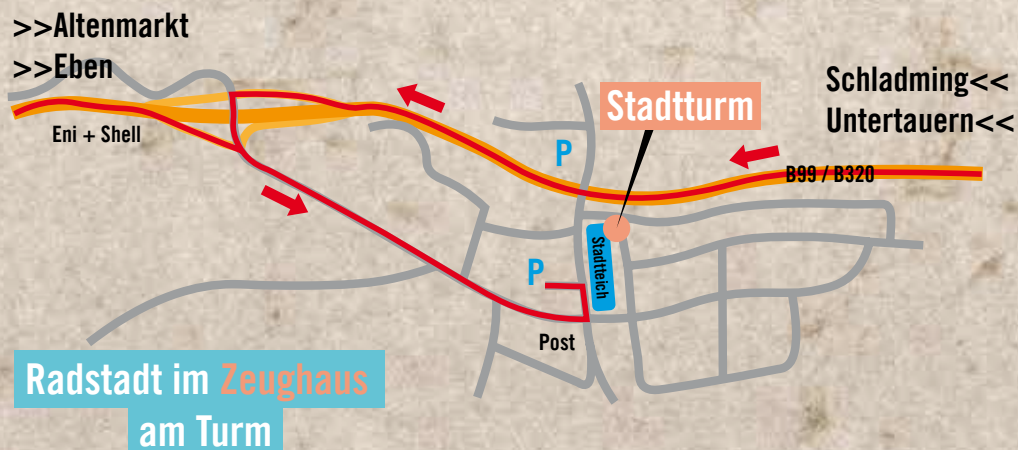 >>Altenmarkt
>>Eben
Schladming<<
Untertauern<<
Stadtturm
Eni + Shell
P
B99 / B320
Stadtteich
P
Post
Radstadt im Zeughaus
am Turm